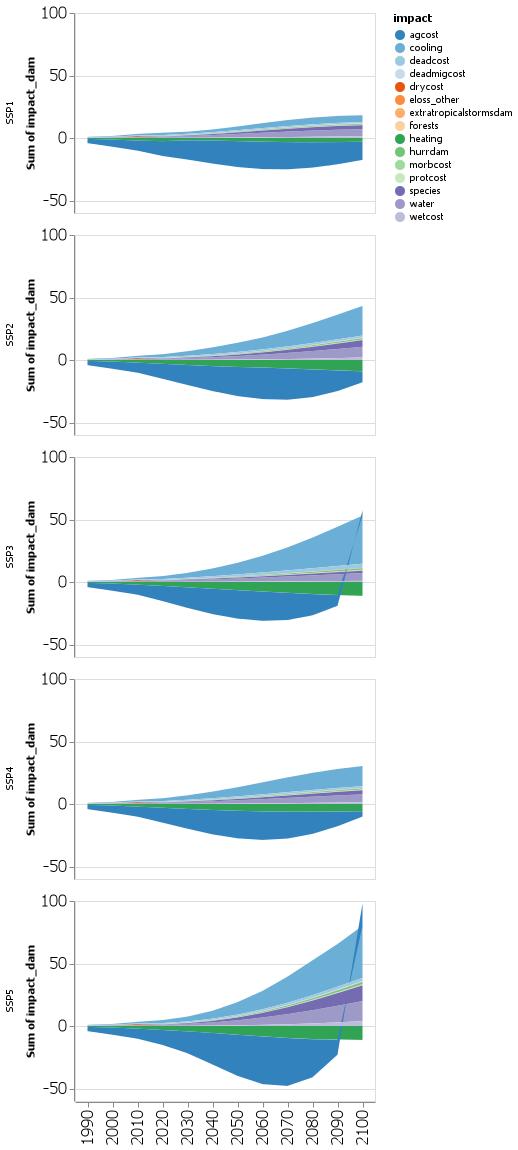 impact
agcost
cooling
deadcost
deadmigcost
drycost
eloss_other
extratropicalstormsdam
forests
heating
hurrdam
morbcost
protcost
species
water
wetcost
SSP1
Sum of impact_dam
100
50
0
-50
SSP2
Sum of impact_dam
100
50
0
-50
SSP3
Sum of impact_dam
100
50
0
-50
SSP4
Sum of impact_dam
100
50
0
-50
SSP5
Sum of impact_dam
100
50
0
-50
1990
2000
2010
2020
2030
2040
2050
2060
2070
2080
2090
2100